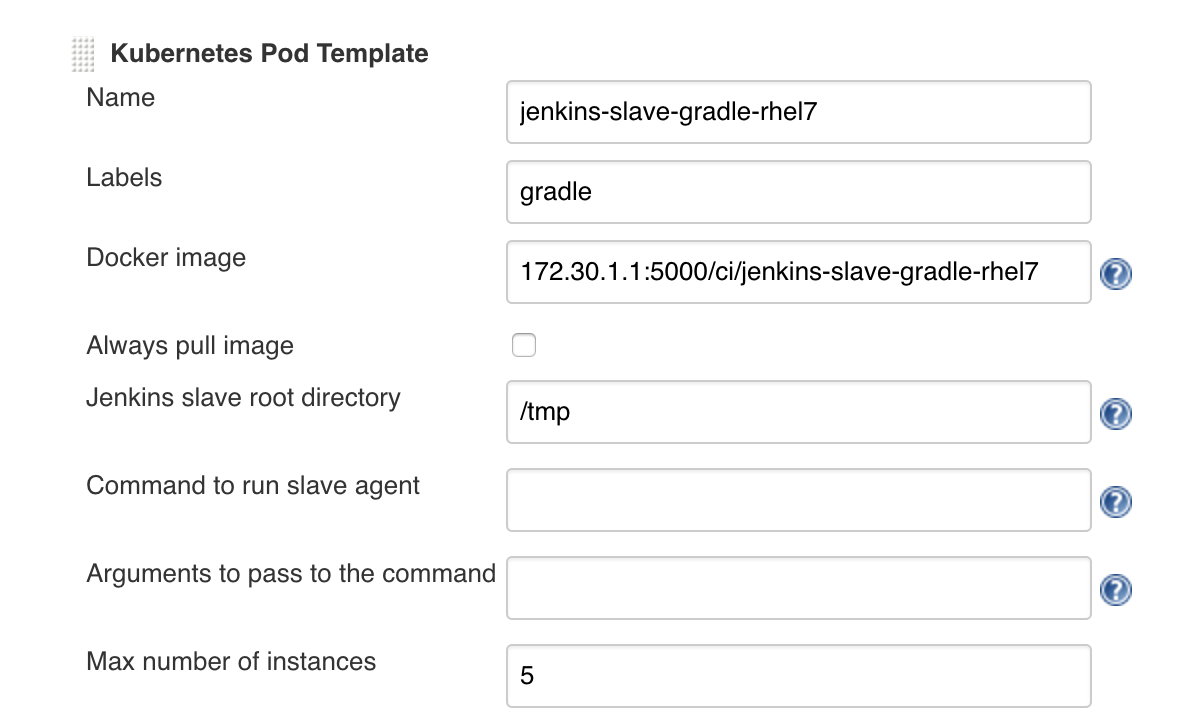 Kubernetes Pod Template
Name
jenkins-slave-gradle-rhel7
Labels
gradle
Docker image
172.30.1.1:5000/ci/jenkins-slave-gradle-rhel7
?
Always pull image
Jenkins slave root directory
/tmp
?
Command to run slave agent
?
Arguments to pass to the command
?
Max number of instances
5